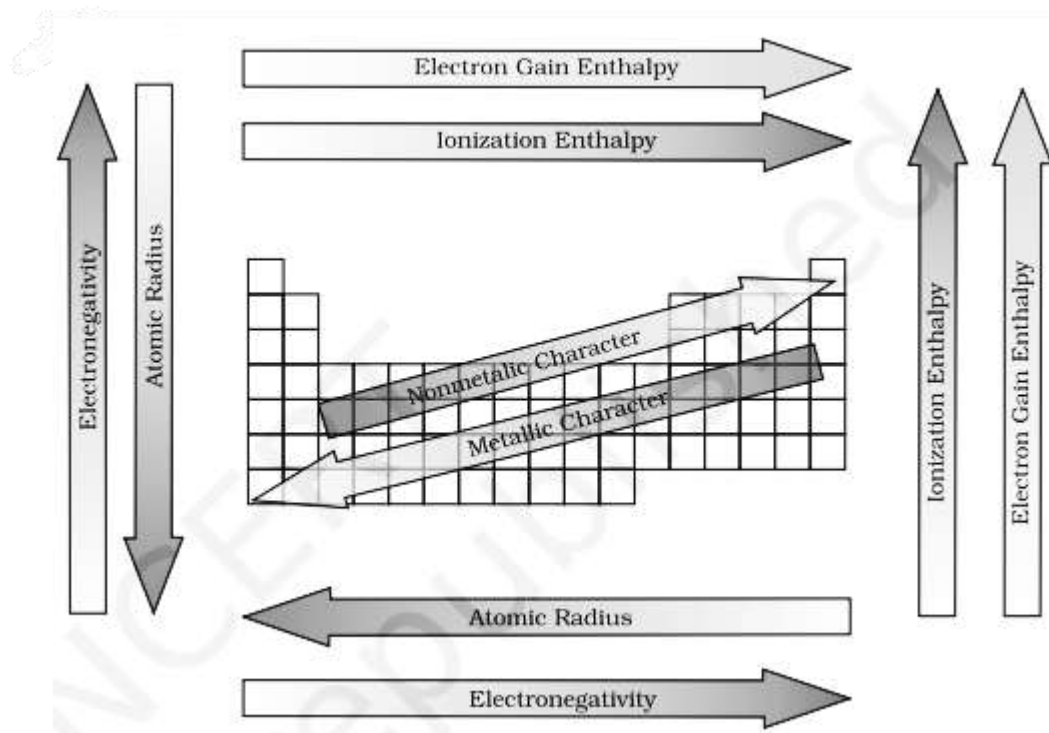 Electron Gain Enthalpy
Ionization Enthalpy
Electronegativity
Atomic Radius
Nonmetalic Character
Metallic Character
Ionization Enthalpy
Electron Gain Enthalpy
Atomic Radius
Electronegativity